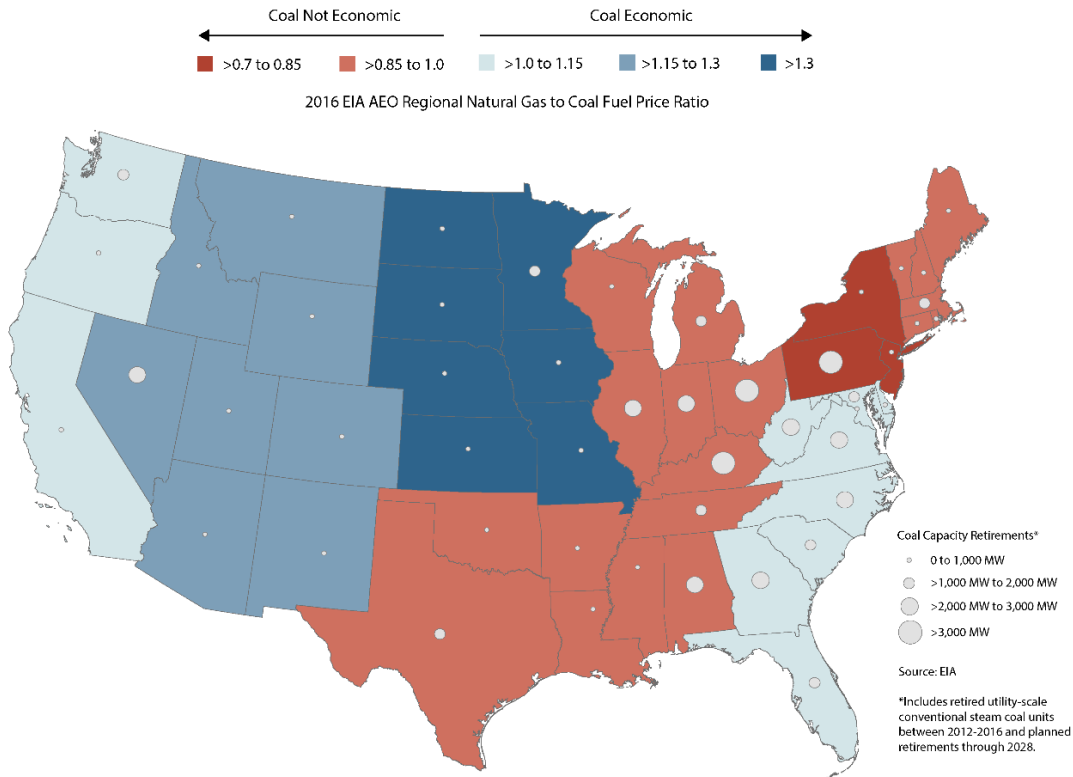 Coal Not Economic
Coal Economic
>0.7 to 0.85
>0.85 to 1.0
>1.0 to 1.15
>1.15 to 1.3
>1.3
2016 EIA AEO Regional Natural Gas to Coal Fuel Price Ratio
Coal Capacity Retirements*
0 to 1,000 MW
>1,000 MW to 2,000 MW
>2,000 MW to 3,000 MW
>3,000 MW
Source: EIA
*Includes retired utility-scale
conventional steam coal units
between 2012-2016 and planned
retirements through 2028.